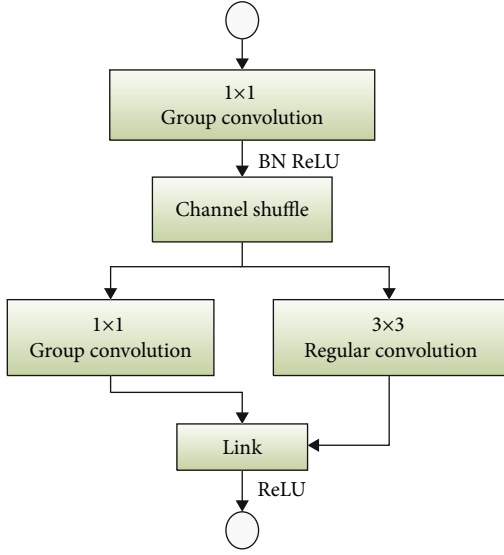 1×1
Group convolution
BN ReLU
Channel shuffle
1×1
Group convolution
3×3
Regular convolution
Link
ReLU